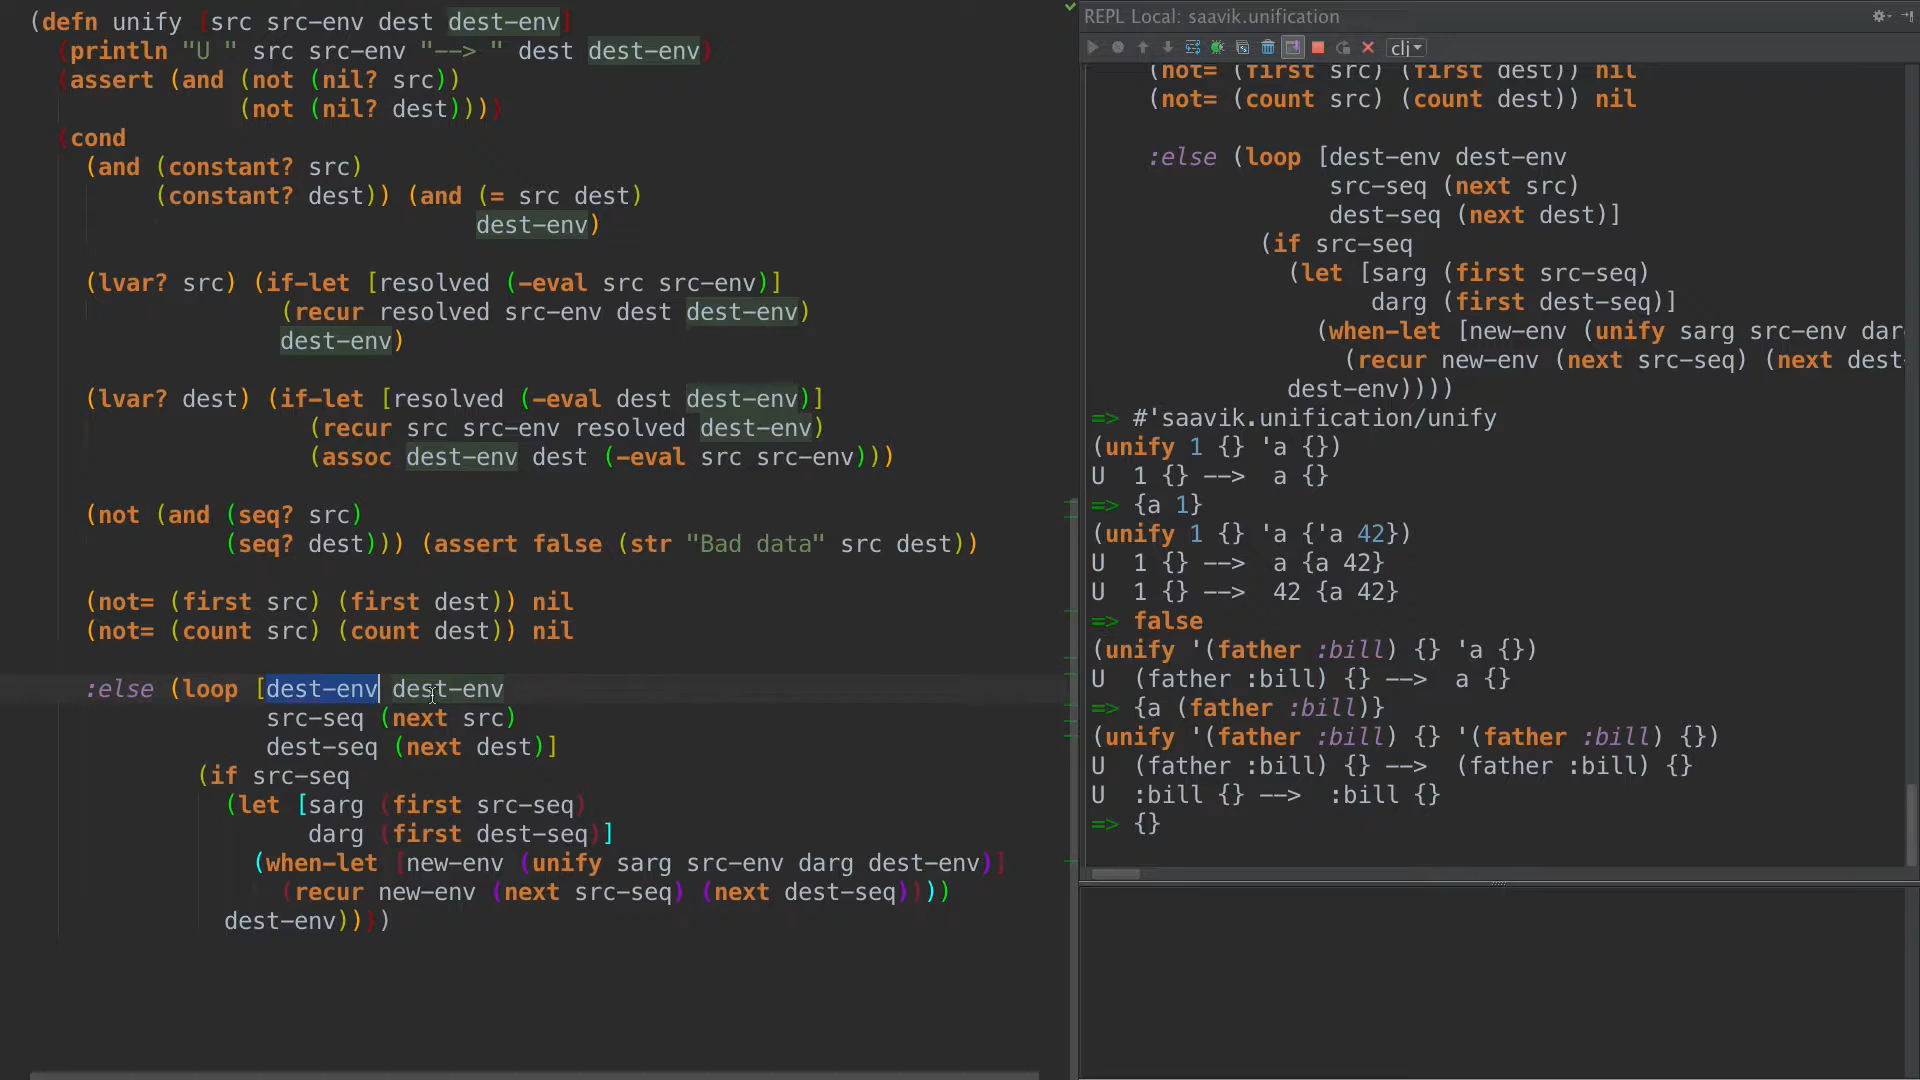 (defn unify [src src-env dest dest-env]
(println "U " src src-env "--> " dest dest-env)
(assert (and (not (nil? src))
(not (nil? dest))))
(cond
(and (constant? src)
(constant? dest)) (and (= src dest)
dest-env)
(lvar? src) (if-let [resolved (-eval src src-env)]
(recur resolved src-env dest dest-env)
dest-env)
(lvar? dest) (if-let [resolved (-eval dest dest-env)]
(recur src src-env resolved dest-env)
(assoc dest-env dest (-eval src src-env)))
(not (and (seq? src)
(seq? dest))) (assert false (str "Bad data" src dest))
(not= (first src) (first dest)) nil
(not= (count src) (count dest)) nil
:else (loop [dest-env dest-env
src-seq (next src)
dest-seq (next dest)]
(if src-seq
(let [sarg (first src-seq)
darg (first dest-seq)]
(when-let [new-env (unify sarg src-env darg dest-env)]
(recur new-env (next src-seq) (next dest-seq))))
dest-env))))
REPL Local: saavik.unification
clj
(not= (first src) (first dest)) nil
(not= (count src) (count dest)) nil
:else (loop [dest-env dest-env
src-seq (next src)
dest-seq (next dest)]
(if src-seq
(let [sarg (first src-seq)
darg (first dest-seq)]
(when-let [new-env (unify sarg src-env dar
(recur new-env (next src-seq) (next dest-
dest-env))))
=> #'saavik.unification/unify
(unify 1 {} 'a {})
U  1 {} -->  a {}
=> {a 1}
(unify 1 {} 'a {'a 42})
U  1 {} -->  a {a 42}
U  1 {} -->  42 {a 42}
=> false
(unify '(father :bill) {} 'a {})
U  (father :bill) {} -->  a {}
=> {a (father :bill)}
(unify '(father :bill) {} '(father :bill) {})
U  (father :bill) {} -->  (father :bill) {}
U  :bill {} -->  :bill {}
=> {}